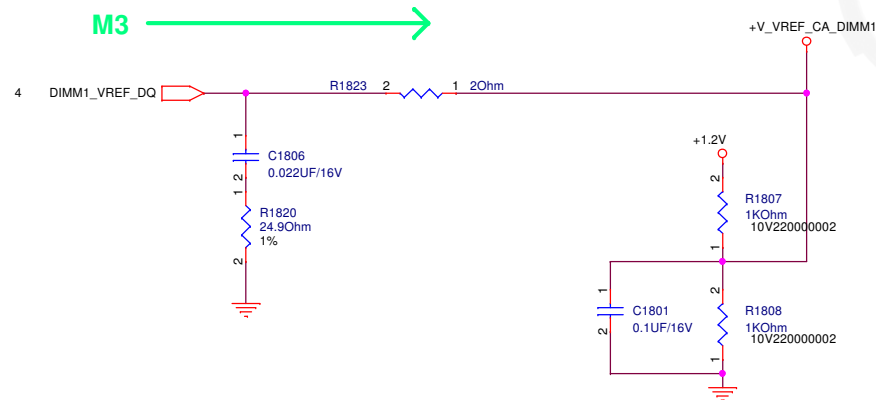 M3
+V_VREF_CA_DIMM1
4 DIMM1_VREF_DQ
R1823 2 1 2Ohm
+1.2V
1
C1806
0.022UF/16V
2
1
R1820
24.9Ohm
1%
2
2
R1807
1KOhm
10V220000002
1
1
C1801
0.1UF/16V
2
2
R1808
1KOhm
10V220000002
1